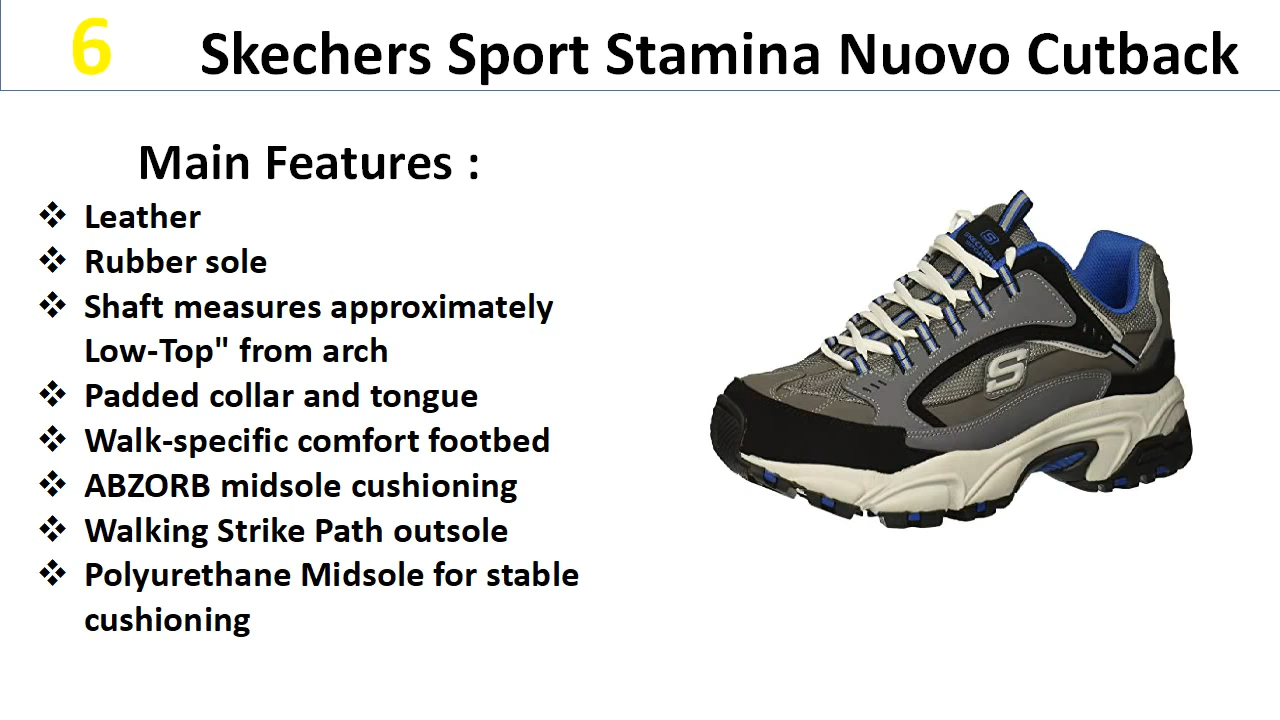 6 Skechers Sport Stamina Nuovo Cutback
Main Features :
❖ Leather
❖ Rubber sole
❖ Shaft measures approximately
Low-Top" from arch
❖ Padded collar and tongue
❖ Walk-specific comfort footbed
❖ ABZORB midsole cushioning
❖ Walking Strike Path outsole
❖ Polyurethane Midsole for stable
cushioning
S
SKECHERS
S